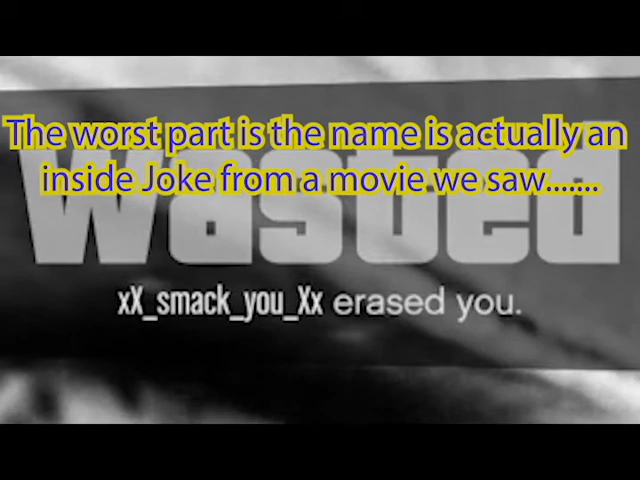 The worst part is the name is actually an
inside Joke from a movie we saw.......
Wasted
xX_smack_you_Xx erased you.